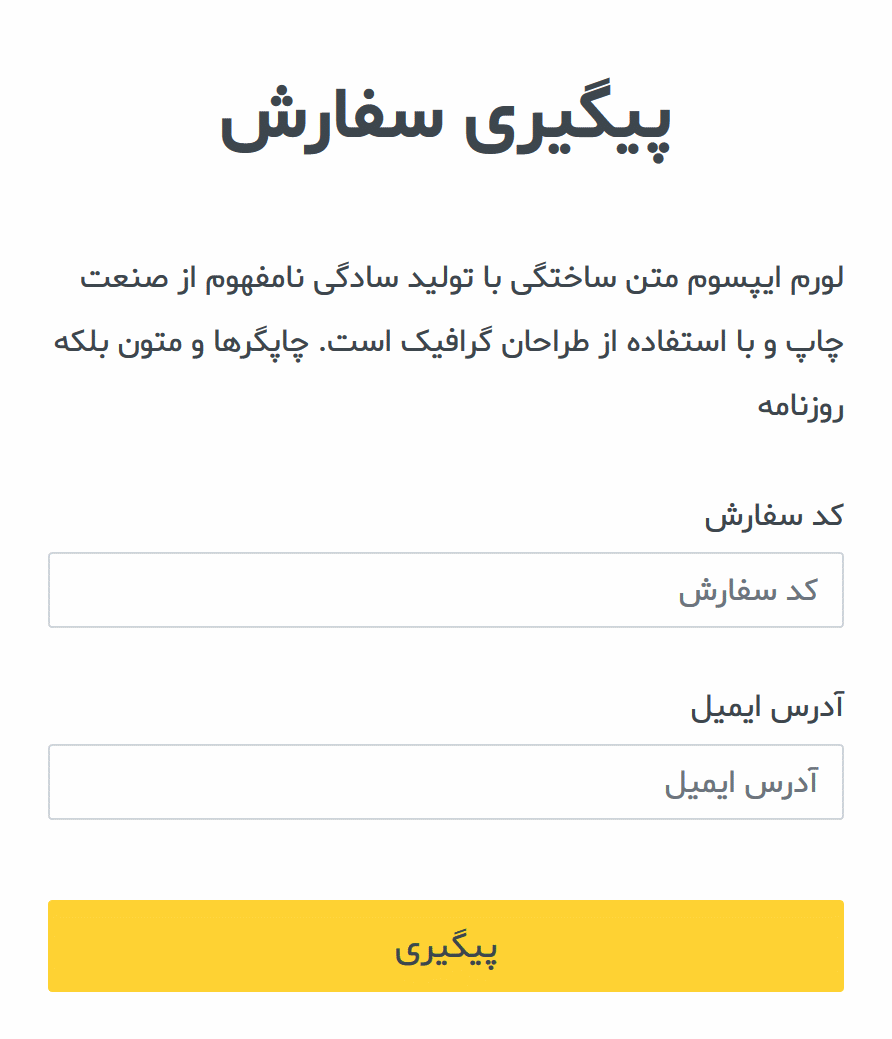 پیگیری سفارش
لورم ایپسوم متن ساختگی با تولید سادگی نامفهوم از صنعت
چاپ و با استفاده از طراحان گرافیک است. چاپگرها و متون بلکه
روزنامه
کد سفارش
کد سفارش
آدرس ایمیل
آدرس ایمیل
پیگیری